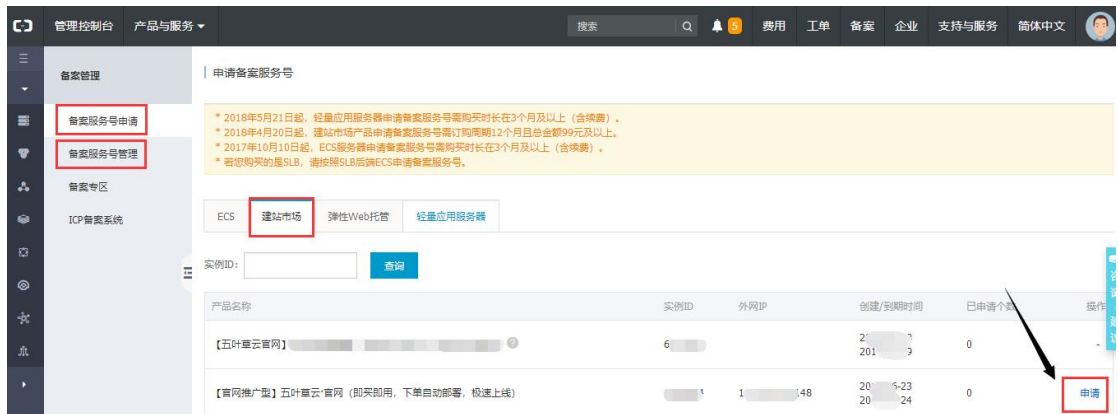 管理控制台 产品与服务 搜索 5 费用 工单 备案 企业 支持与服务 简体中文
备案管理
申请备案服务号
备案服务号申请
备案服务号管理
备案专区
ICP备案系统
* 2018年5月21日起，轻量应用服务器申请备案服务号需购买时长在3个月及以上（含续费）。
* 2018年4月20日起，建站市场产品申请备案服务号需订购周期12个月且总金额99元及以上。
* 2017年10月10日起，ECS服务器申请备案服务号需购买时长在3个月及以上（含续费）。
* 若您购买的是SLB，请按照SLB后端ECS申请备案服务号。
ECS 建站市场 弹性Web托管 轻量应用服务器
实例ID: 查询
产品名称 实例ID 外网IP 创建/到期时间 已申请个数 操作
【五叶草云官网】 ? 6 0 -
201 9
【官网推广型】五叶草云·官网（即买即用，下单自动部署，极速上线） 1 148 20 6-23 0 申请
20 24